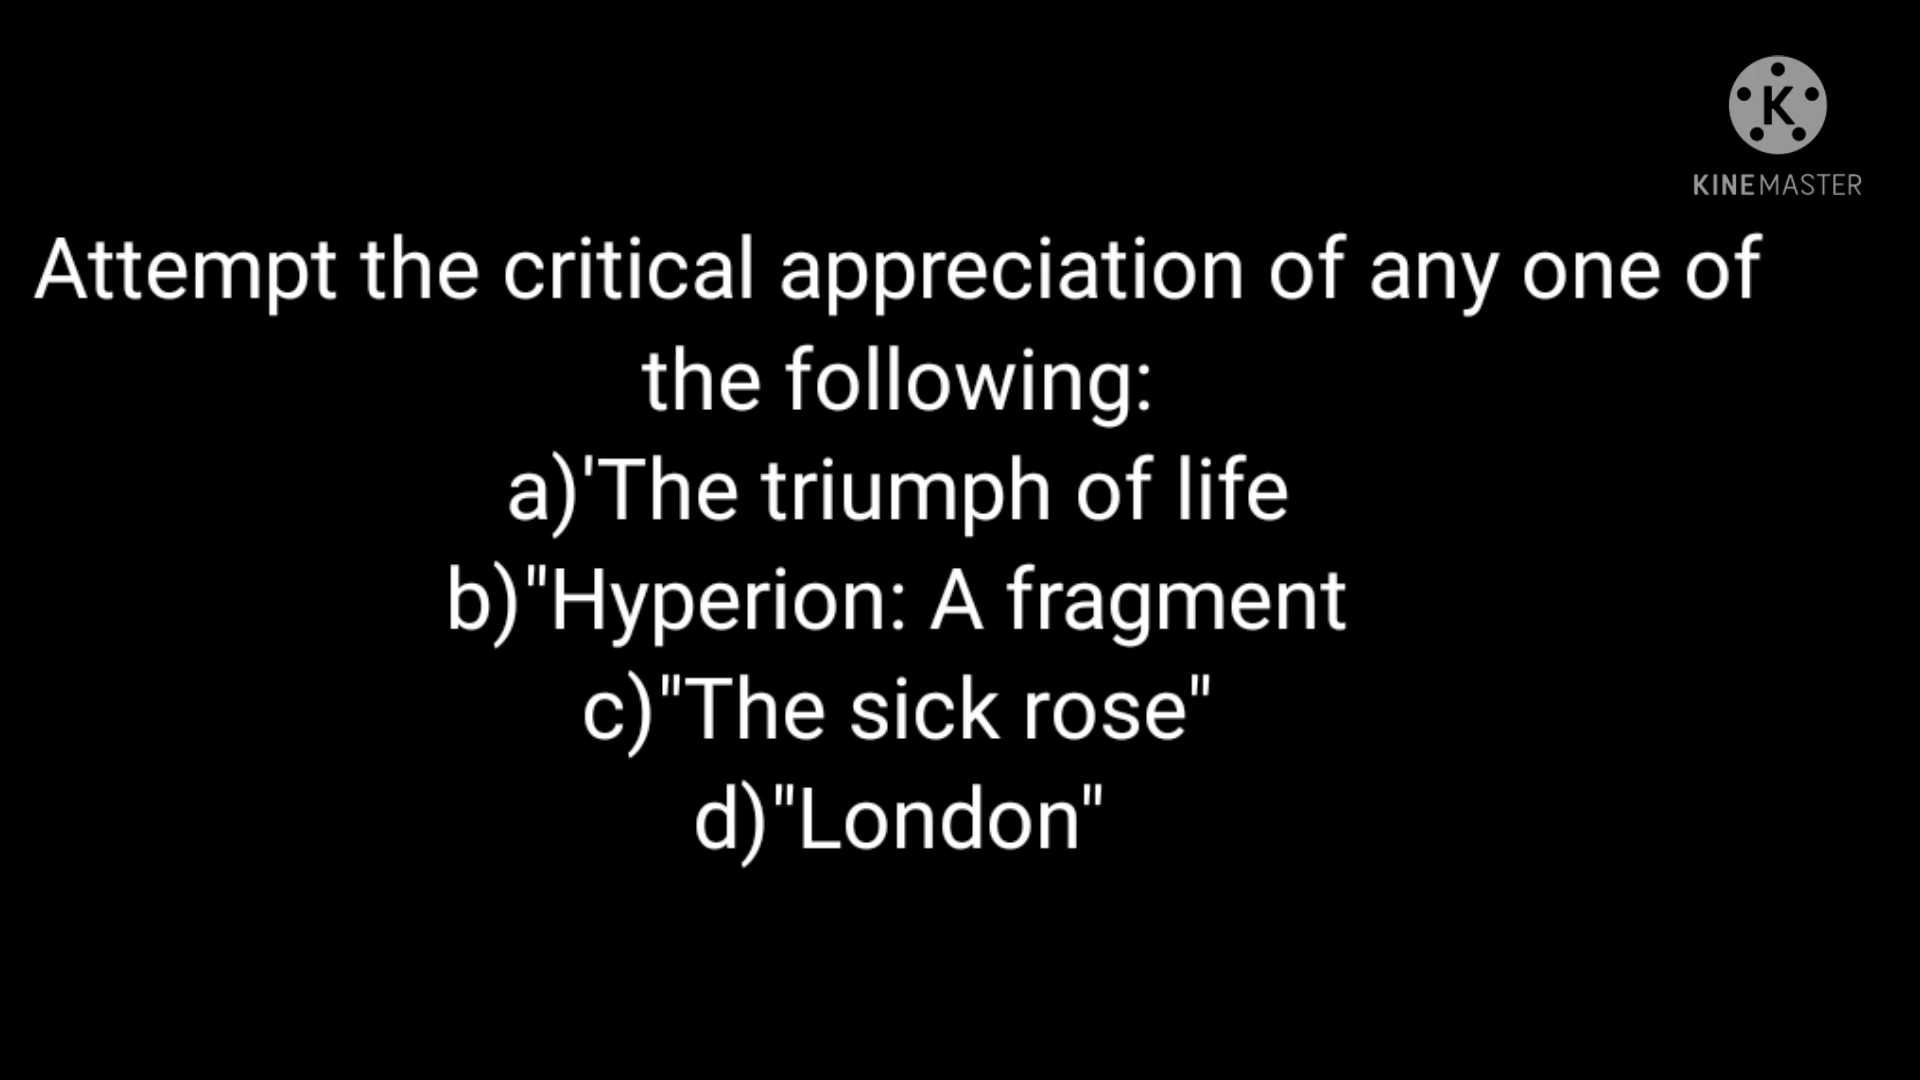 KINEMASTER
Attempt the critical appreciation of any one of
the following:
a)'The triumph of life
b)"Hyperion: A fragment
c)"The sick rose"
d)"London"